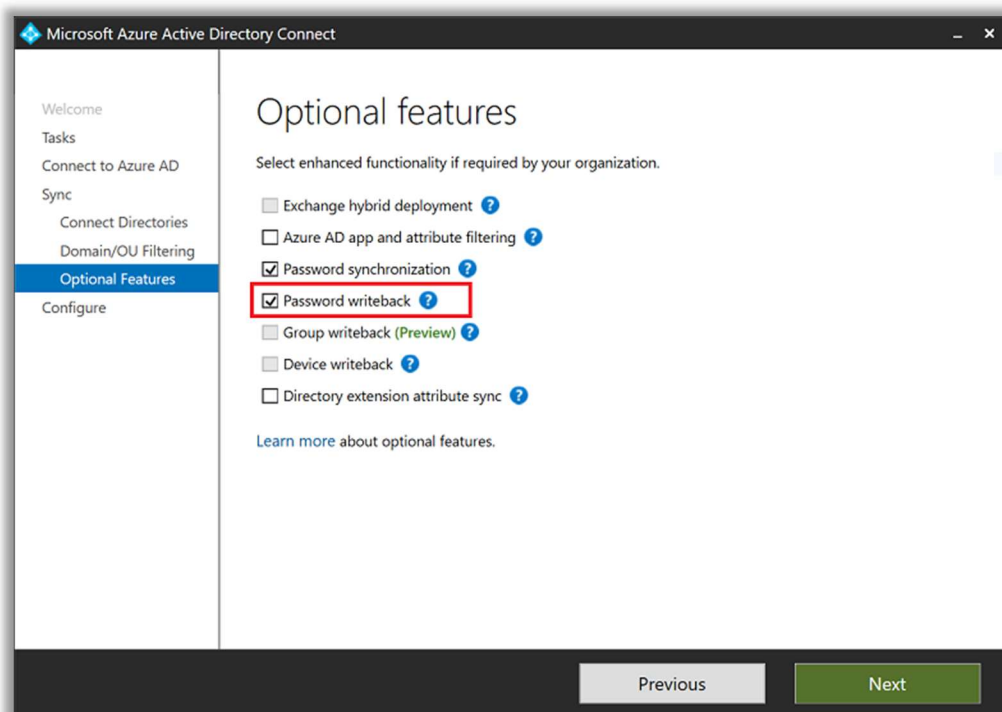 Microsoft Azure Active Directory Connect
Welcome
Tasks
Connect to Azure AD
Sync
Connect Directories
Domain/OU Filtering
Optional Features
Configure
Optional features
Select enhanced functionality if required by your organization.
Exchange hybrid deployment ?
Azure AD app and attribute filtering ?
Password synchronization ?
Password writeback ?
Group writeback (Preview) ?
Device writeback ?
Directory extension attribute sync ?
Learn more about optional features.
Previous
Next